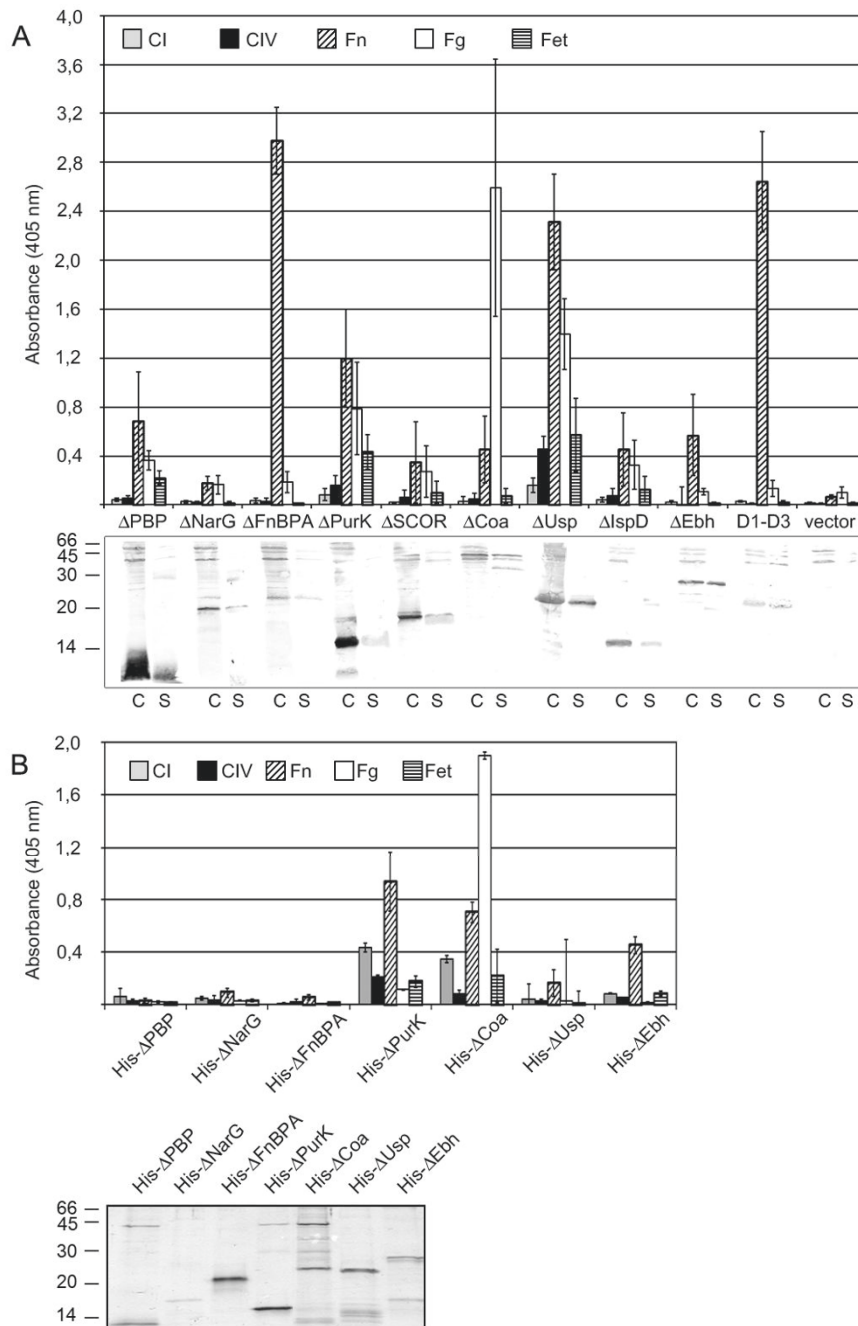 A
CI CIV Fn Fg Fet
Absorbance (405 nm)
4,0
3,6
3,2
2,8
2,4
2,0
1,6
1,2
0,8
0,4
ΔPBP ΔNarG ΔFnBPA ΔPurK ΔSCOR ΔCoa ΔUsp ΔIspD ΔEbh D1-D3 vector
66
45
30
20
14
C S C S C S C S C S C S C S C S C S C S C S
B
CI CIV Fn Fg Fet
Absorbance (405 nm)
2,0
1,6
1,2
0,8
0,4
His-ΔPBP His-ΔNarG His-ΔFnBPA His-ΔPurK His-ΔCoa His-ΔUsp His-ΔEbh
His-ΔPBP His-ΔNarG His-ΔFnBPA His-ΔPurK His-ΔCoa His-ΔUsp His-ΔEbh
66
45
30
20
14